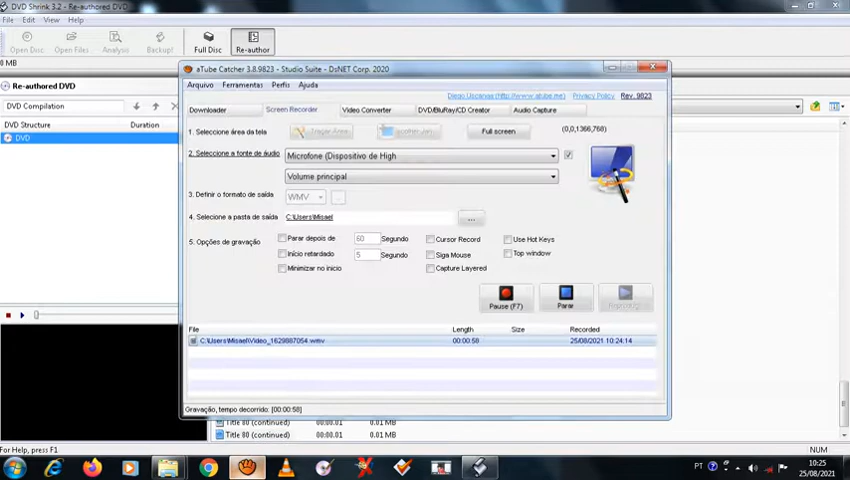 DVD Shrink 3.2 - Re-authored DVD
File Edit View Help
Open Disc Open Files Analysis Backup! Full Disc Re-author
0 MB
Re-authored DVD
DVD Compilation
DVD Structure Duration
DVD
aTube Catcher 3.8.9823 - Studio Suite - DsNET Corp. 2020
Arquivo Ferramentas Perfis Ajuda
Privacy Policy Rev. 9823
Downloader Screen Recorder Video Converter DVD/BluRay/CD Creator Audio Capture
1. Seleccione área da tela Full screen (0,0,1366,768)
2. Seleccione a fonte de áudio Microfone (Dispositivo de High
Volume principal
3. Definir o formato de saída WMV ...
4. Selecione a pasta de saída C:\Users\Misael ...
5. Opções de gravação Parar depois de 60 Segundo Cursor Record Use Hot Keys
Início retardado 5 Segundo Siga Mouse Top window
Minimizar no inicio Capture Layered
Pause (F7) Parar
File Length Size Recorded
C:\Users\Misael\Video_1629887054.wmv 00:00:58 25/08/2021 10:24:14
Gravação, tempo decorrido: [00:00:58]
Title 80 (continued) 00:00.01 0.01 MB
Title 80 (continued) 00:00.01 0.01 MB
For Help, press F1 NUM
PT 10:25
25/08/2021